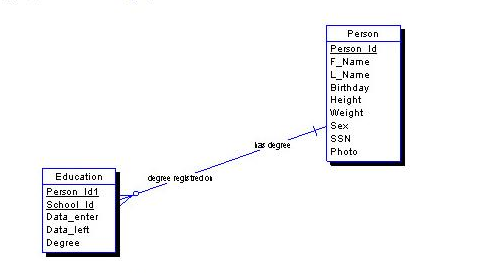 Person
Person_Id
F_Name
L_Name
Birthday
Height
Weight
Sex
SSN
Photo
has degree
degree registred on
Education
Person_Id1
School_Id
Data_enter
Data_left
Degree